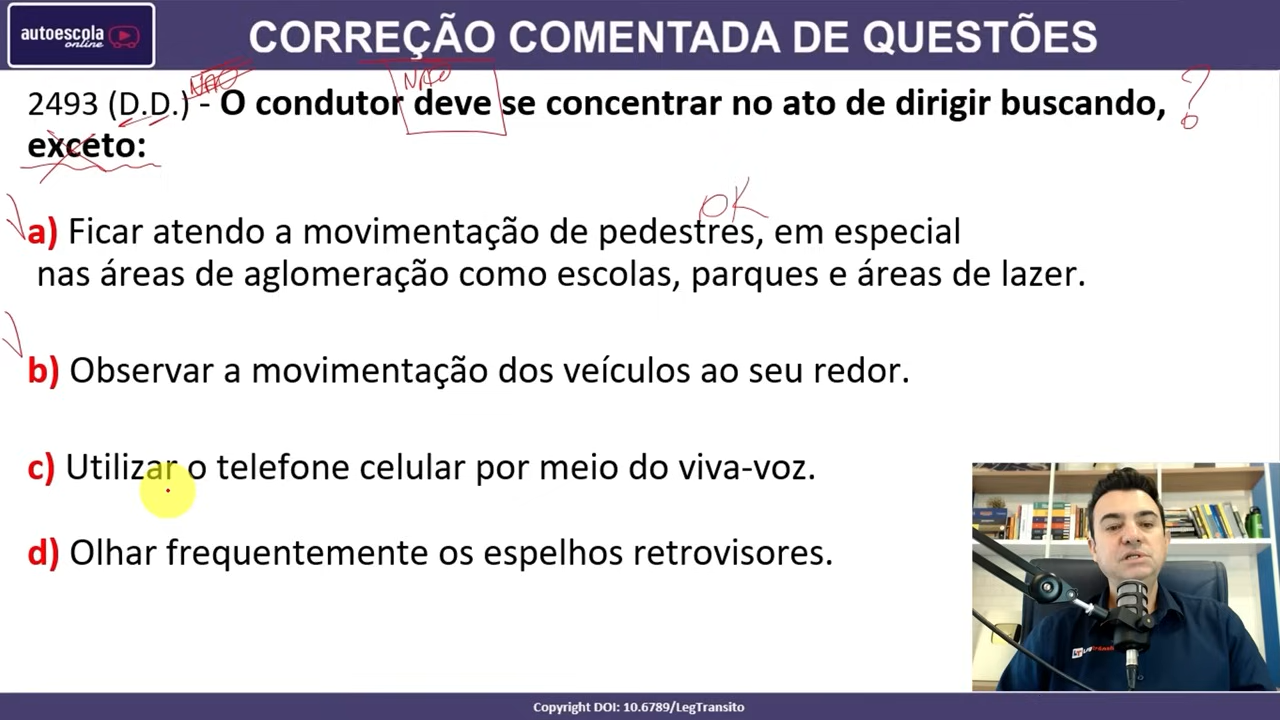 autoescola
online
CORREÇÃO COMENTADA DE QUESTÕES
NÃO
NÃO
?
2493 (D.D.) - O condutor deve se concentrar no ato de dirigir buscando,
exceto:
OK
a) Ficar atendo a movimentação de pedestres, em especial
nas áreas de aglomeração como escolas, parques e áreas de lazer.
b) Observar a movimentação dos veículos ao seu redor.
c) Utilizar o telefone celular por meio do viva-voz.
d) Olhar frequentemente os espelhos retrovisores.
Copyright DOI: 10.6789/LegTransito